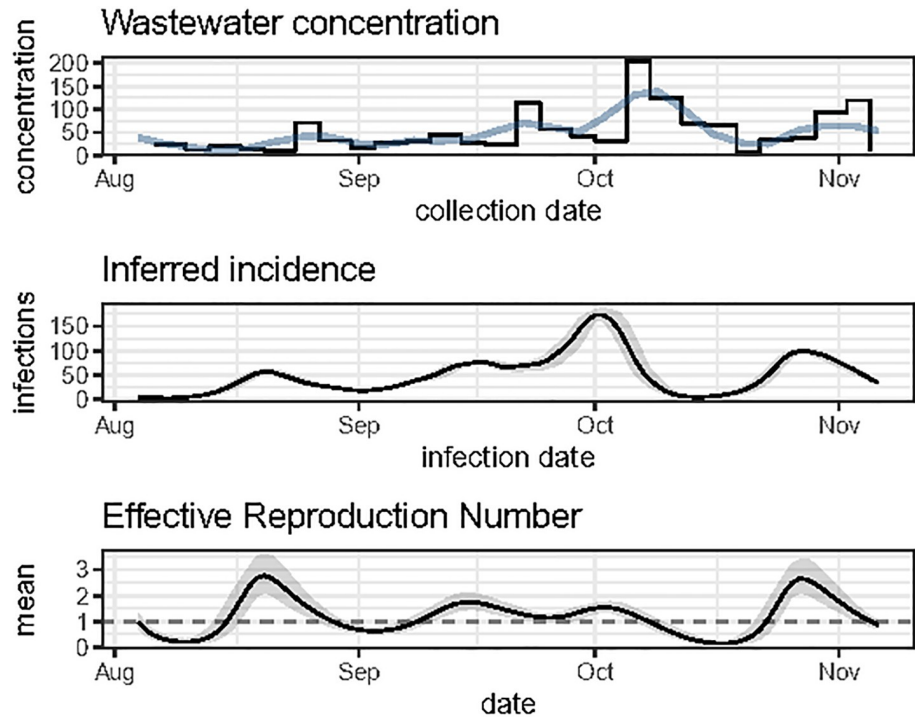 Wastewater concentration
concentration
200
150
100
50
0
Aug Sep Oct Nov
collection date
Inferred incidence
infections
150
100
50
0
Aug Sep Oct Nov
infection date
Effective Reproduction Number
mean
3
2
1
0
Aug Sep Oct Nov
date